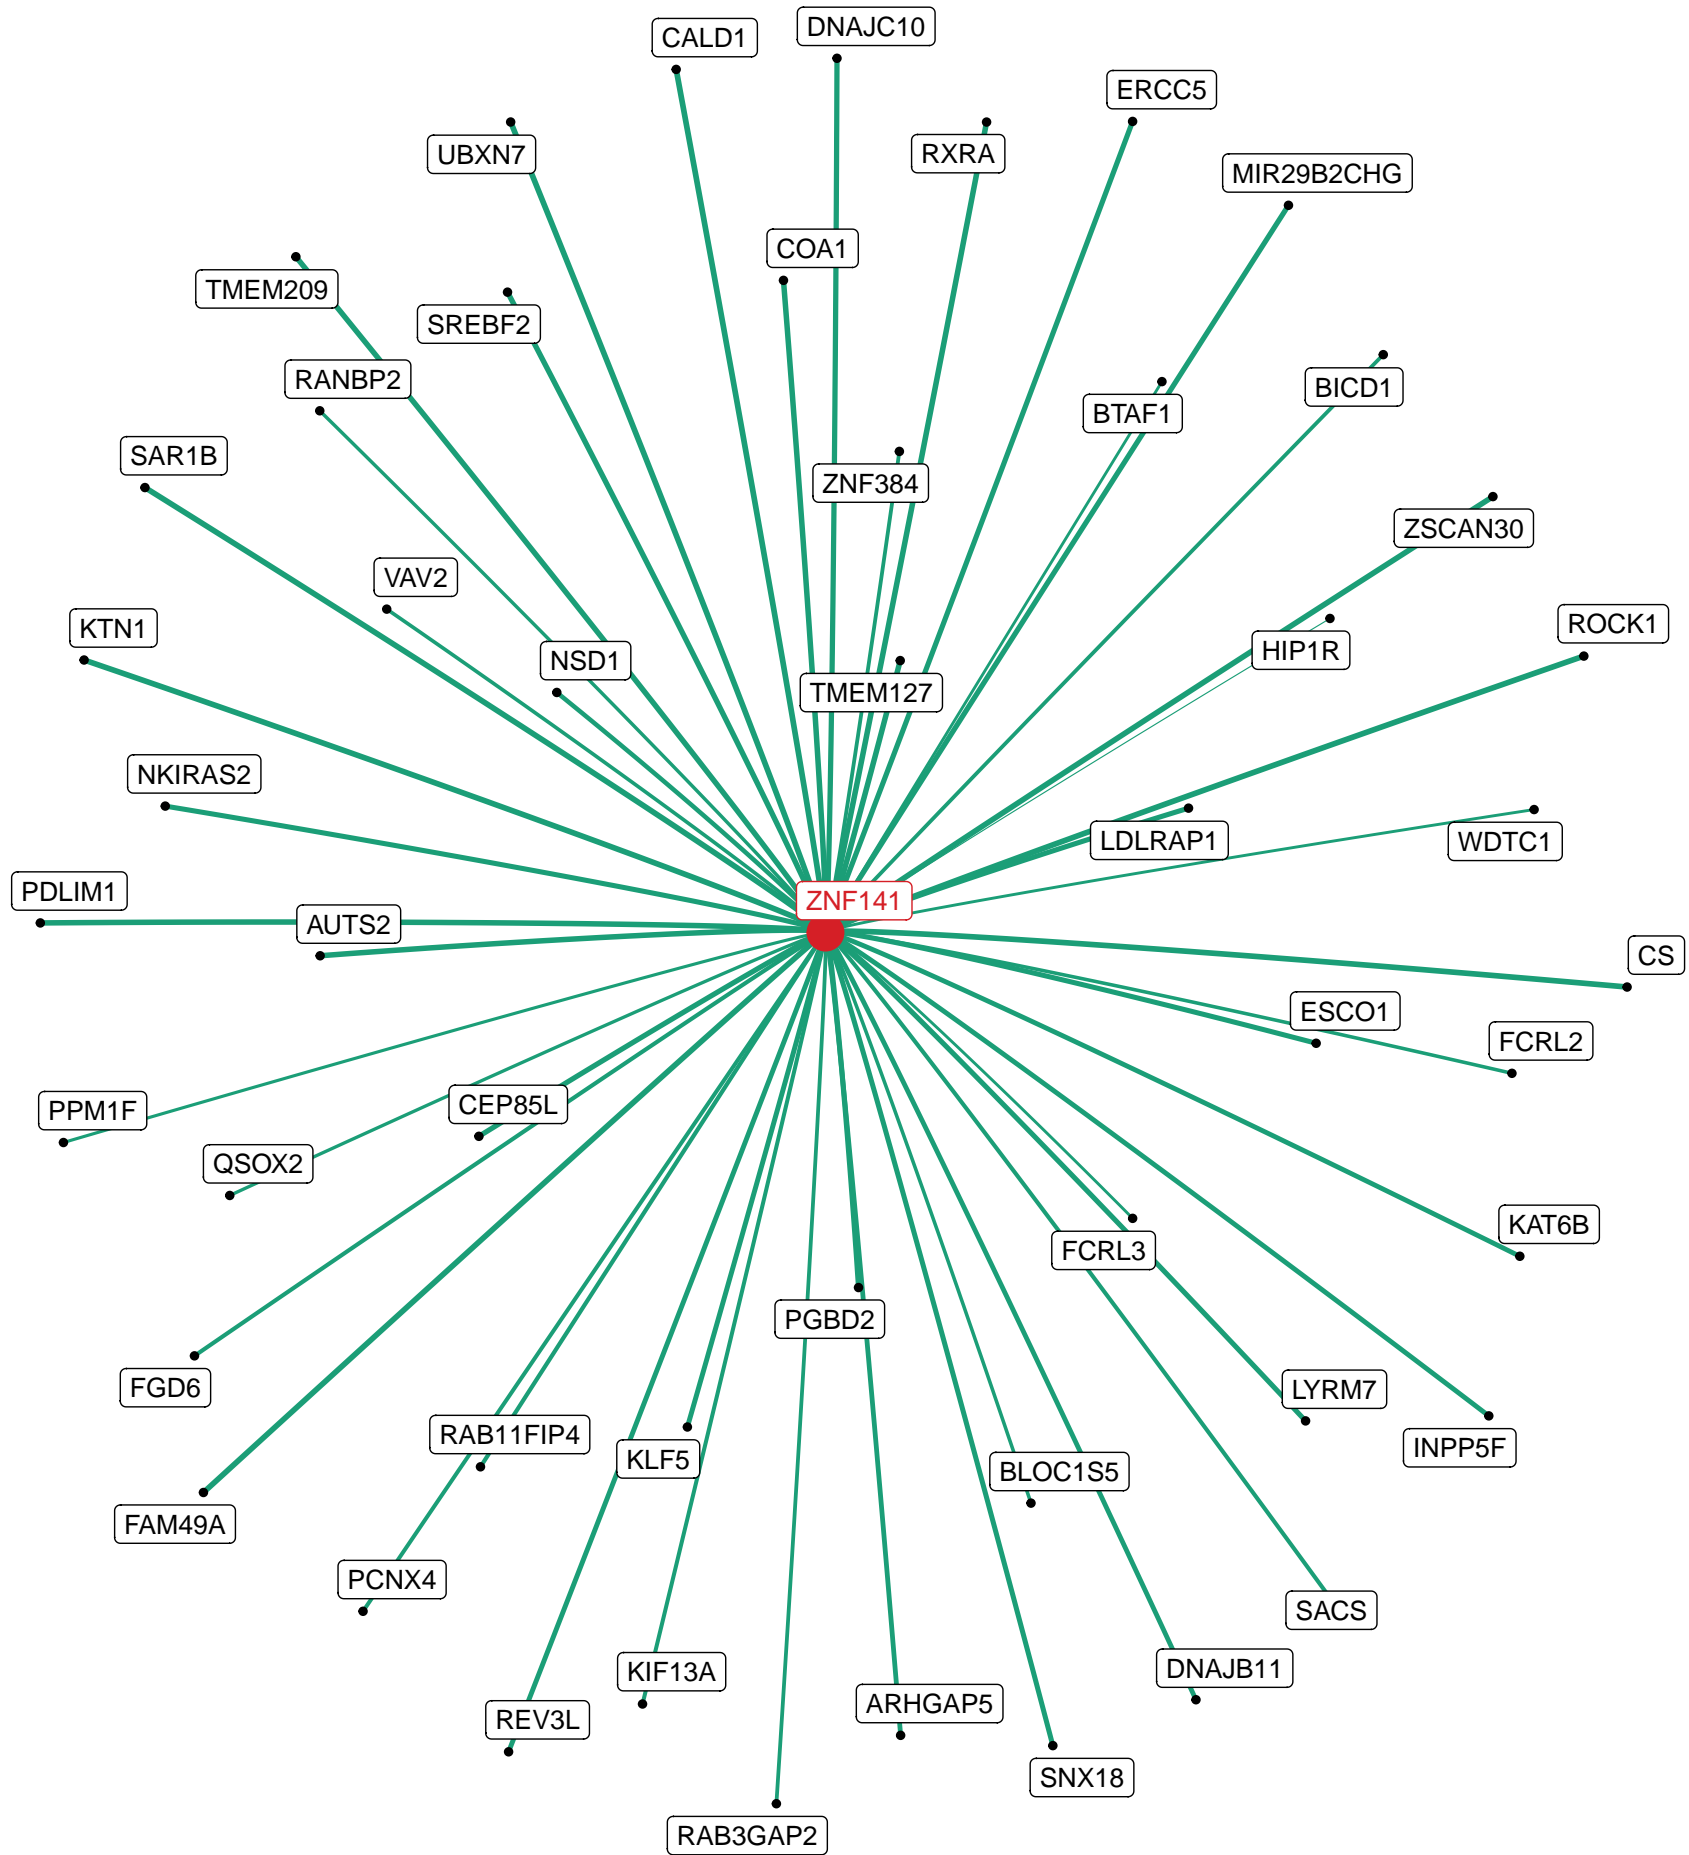 DNAJC10
CALD1
ERCC5
UBXN7
RXRA
MIR29B2CHG
COA1
TMEM209
SREBF2
RANBP2
BICD1
BTAF1
SAR1B
ZNF384
ZSCAN30
VAV2
KTN1
ROCK1
HIP1R
NSD1
TMEM127
NKIRAS2
LDLRAP1
WDTC1
PDLIM1
ZNF141
AUTS2
CS
ESCO1
FCRL2
CEP85L
PPM1F
QSOX2
KAT6B
FCRL3
PGBD2
FGD6
LYRM7
RAB11FIP4
INPP5F
KLF5
BLOC1S5
FAM49A
PCNX4
SACS
DNAJB11
KIF13A
ARHGAP5
REV3L
SNX18
RAB3GAP2